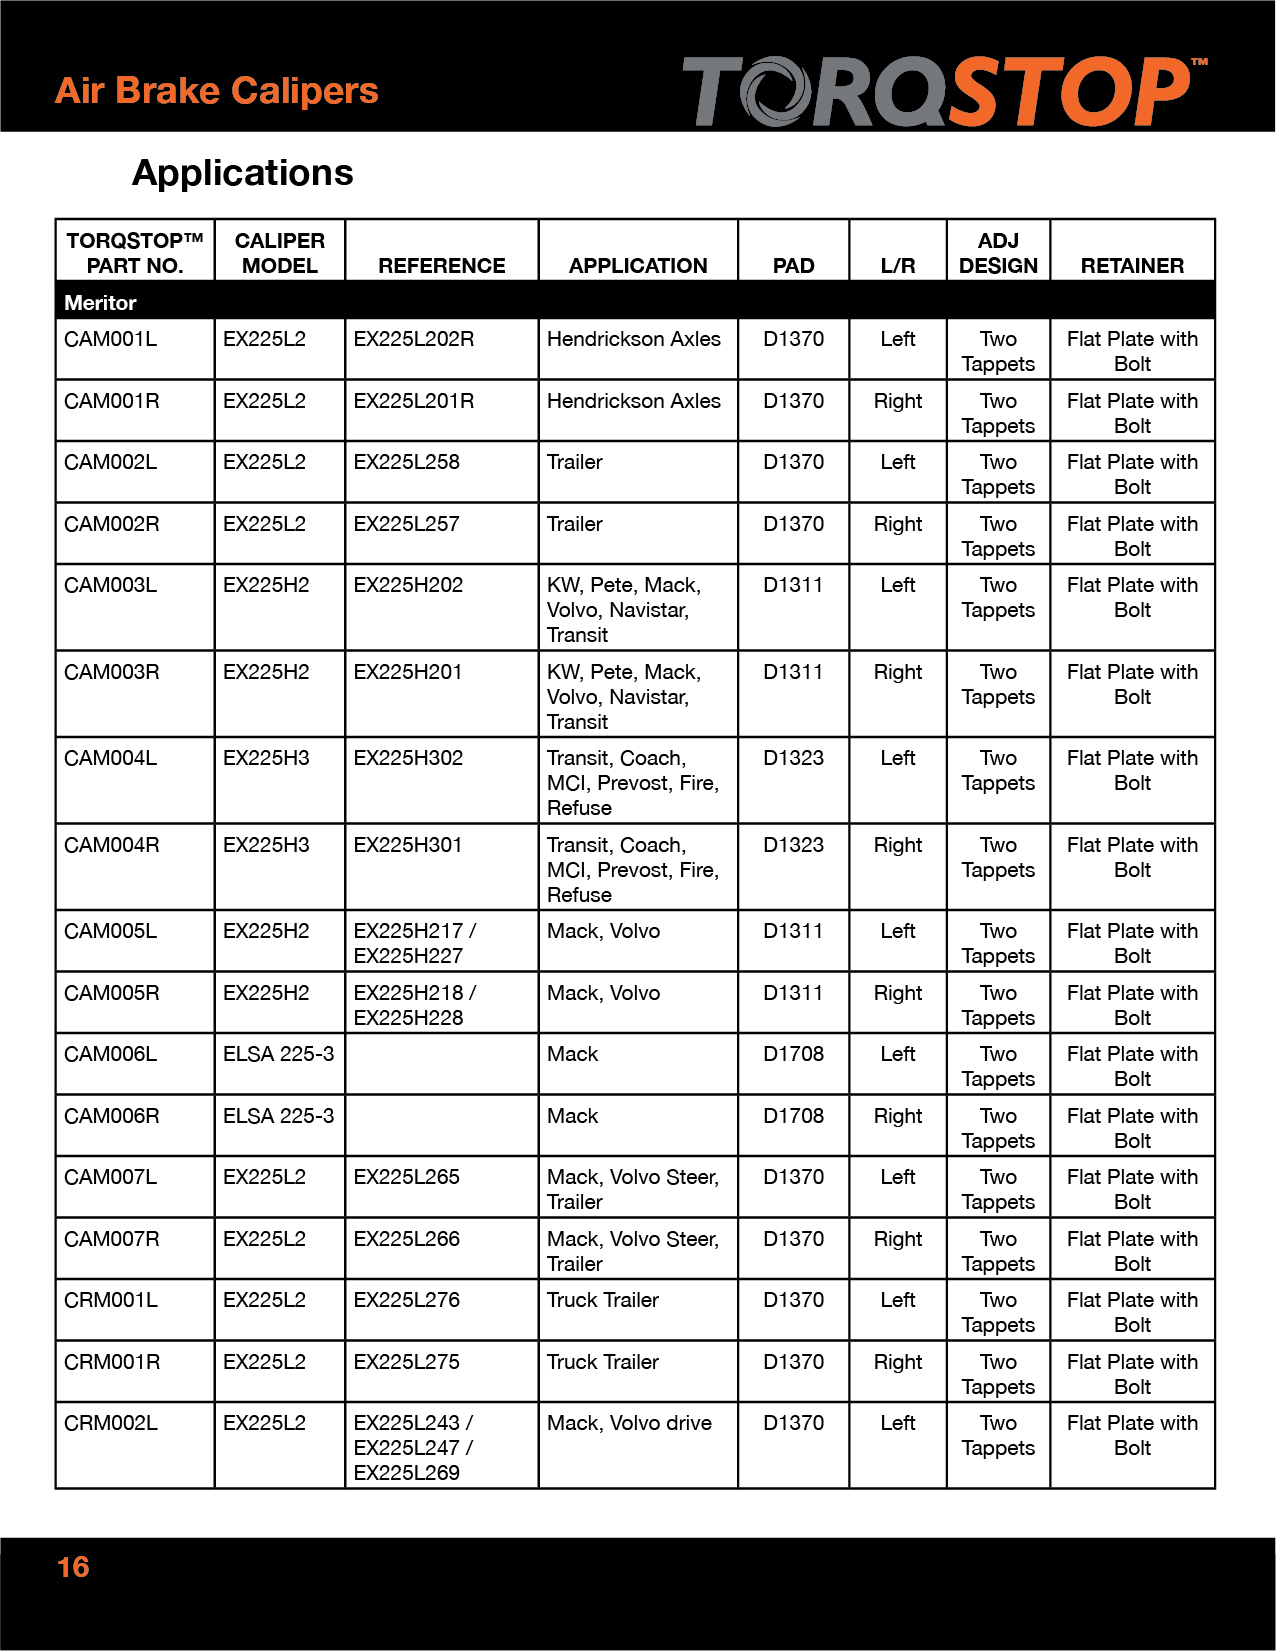 Air Brake Calipers
TORQSTOP™
Applications
TORQSTOP™ PART NO. CALIPER MODEL REFERENCE APPLICATION PAD L/R ADJ DESIGN RETAINER
Meritor
CAM001L EX225L2 EX225L202R Hendrickson Axles D1370 Left Two Tappets Flat Plate with Bolt
CAM001R EX225L2 EX225L201R Hendrickson Axles D1370 Right Two Tappets Flat Plate with Bolt
CAM002L EX225L2 EX225L258 Trailer D1370 Left Two Tappets Flat Plate with Bolt
CAM002R EX225L2 EX225L257 Trailer D1370 Right Two Tappets Flat Plate with Bolt
CAM003L EX225H2 EX225H202 KW, Pete, Mack, Volvo, Navistar, Transit D1311 Left Two Tappets Flat Plate with Bolt
CAM003R EX225H2 EX225H201 KW, Pete, Mack, Volvo, Navistar, Transit D1311 Right Two Tappets Flat Plate with Bolt
CAM004L EX225H3 EX225H302 Transit, Coach, MCI, Prevost, Fire, Refuse D1323 Left Two Tappets Flat Plate with Bolt
CAM004R EX225H3 EX225H301 Transit, Coach, MCI, Prevost, Fire, Refuse D1323 Right Two Tappets Flat Plate with Bolt
CAM005L EX225H2 EX225H217 / EX225H227 Mack, Volvo D1311 Left Two Tappets Flat Plate with Bolt
CAM005R EX225H2 EX225H218 / EX225H228 Mack, Volvo D1311 Right Two Tappets Flat Plate with Bolt
CAM006L ELSA 225-3 Mack D1708 Left Two Tappets Flat Plate with Bolt
CAM006R ELSA 225-3 Mack D1708 Right Two Tappets Flat Plate with Bolt
CAM007L EX225L2 EX225L265 Mack, Volvo Steer, Trailer D1370 Left Two Tappets Flat Plate with Bolt
CAM007R EX225L2 EX225L266 Mack, Volvo Steer, Trailer D1370 Right Two Tappets Flat Plate with Bolt
CRM001L EX225L2 EX225L276 Truck Trailer D1370 Left Two Tappets Flat Plate with Bolt
CRM001R EX225L2 EX225L275 Truck Trailer D1370 Right Two Tappets Flat Plate with Bolt
CRM002L EX225L2 EX225L243 / EX225L247 / EX225L269 Mack, Volvo drive D1370 Left Two Tappets Flat Plate with Bolt
16